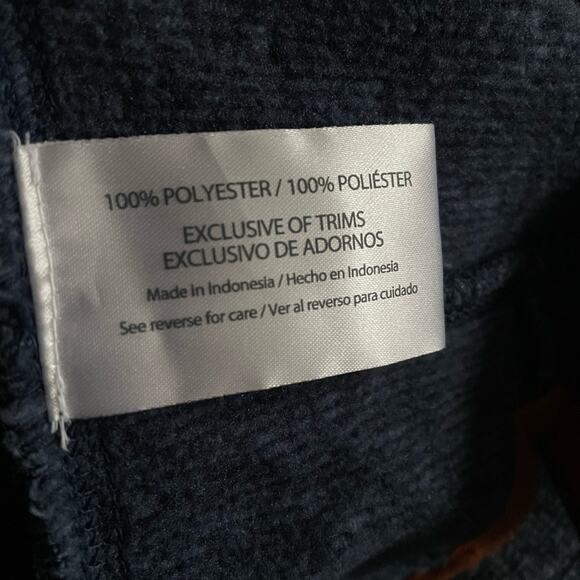 100% POLYESTER / 100% POLIÉSTER
EXCLUSIVE OF TRIMS
EXCLUSIVO DE ADORNOS
Made in Indonesia / Hecho en Indonesia
See reverse for care / Ver al reverso para cuidado